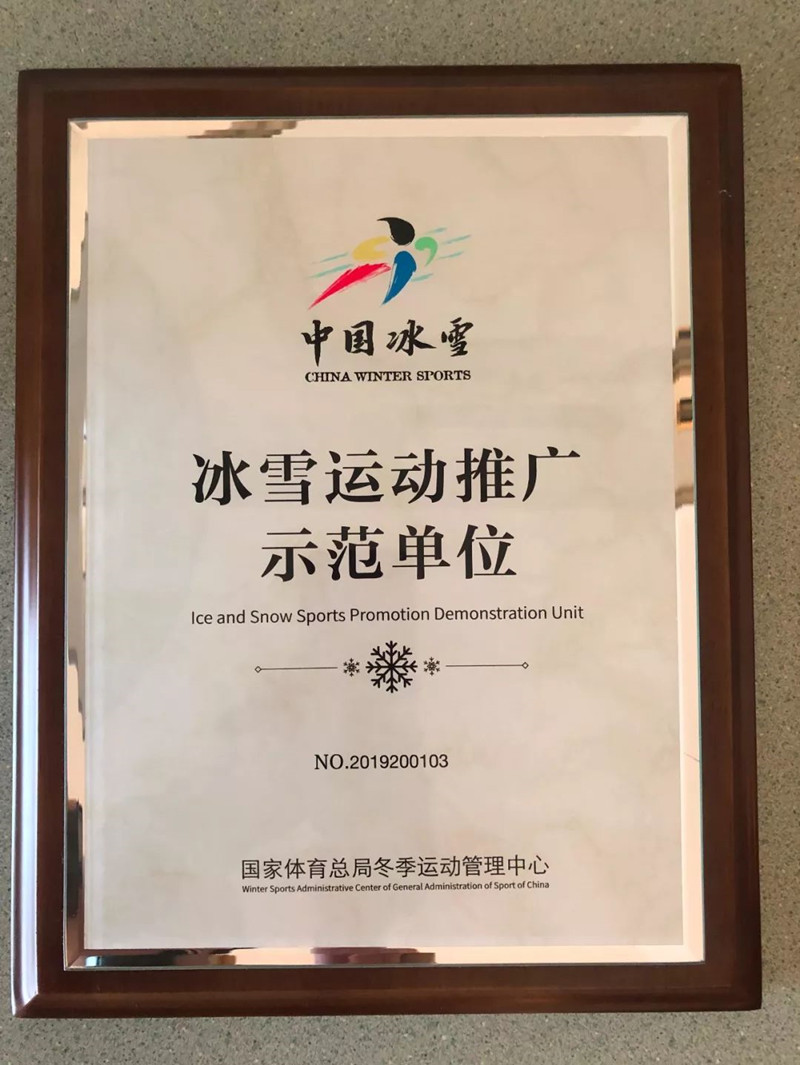 中国冰雪
CHINA WINTER SPORTS
冰雪运动推广
示范单位
Ice and Snow Sports Promotion Demonstration Unit
NO.2019200103
国家体育总局冬季运动管理中心
Winter Sports Administrative Center of General Administration of Sport of China